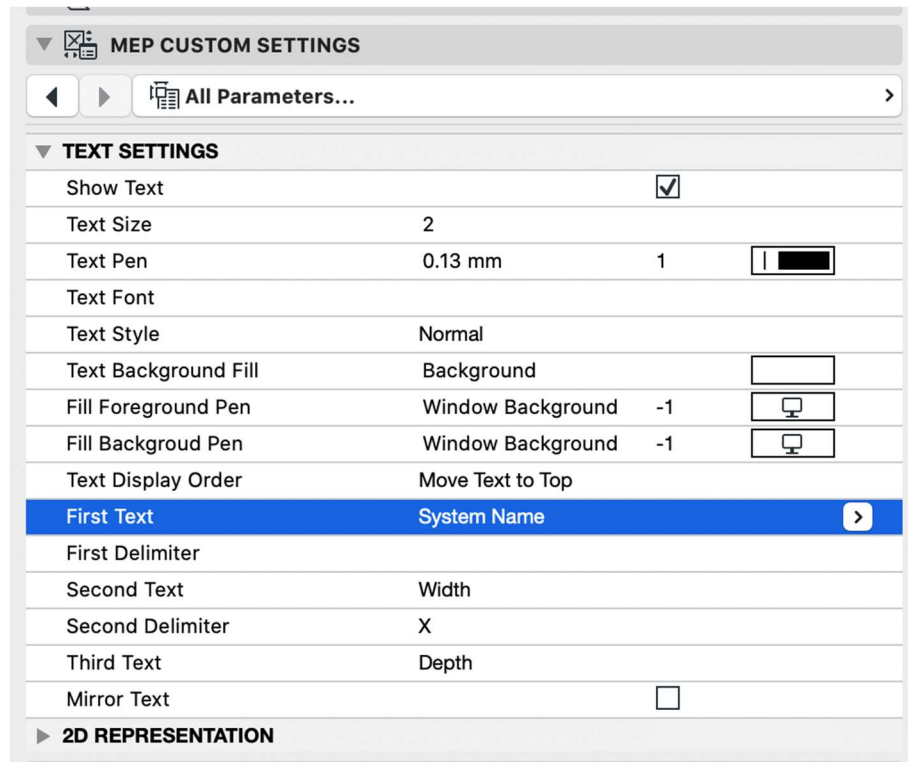 MEP CUSTOM SETTINGS
All Parameters...
TEXT SETTINGS
Show Text
Text Size 2
Text Pen 0.13 mm 1
Text Font
Text Style Normal
Text Background Fill Background
Fill Foreground Pen Window Background -1
Fill Backgroud Pen Window Background -1
Text Display Order Move Text to Top
First Text System Name
First Delimiter
Second Text Width
Second Delimiter X
Third Text Depth
Mirror Text
2D REPRESENTATION